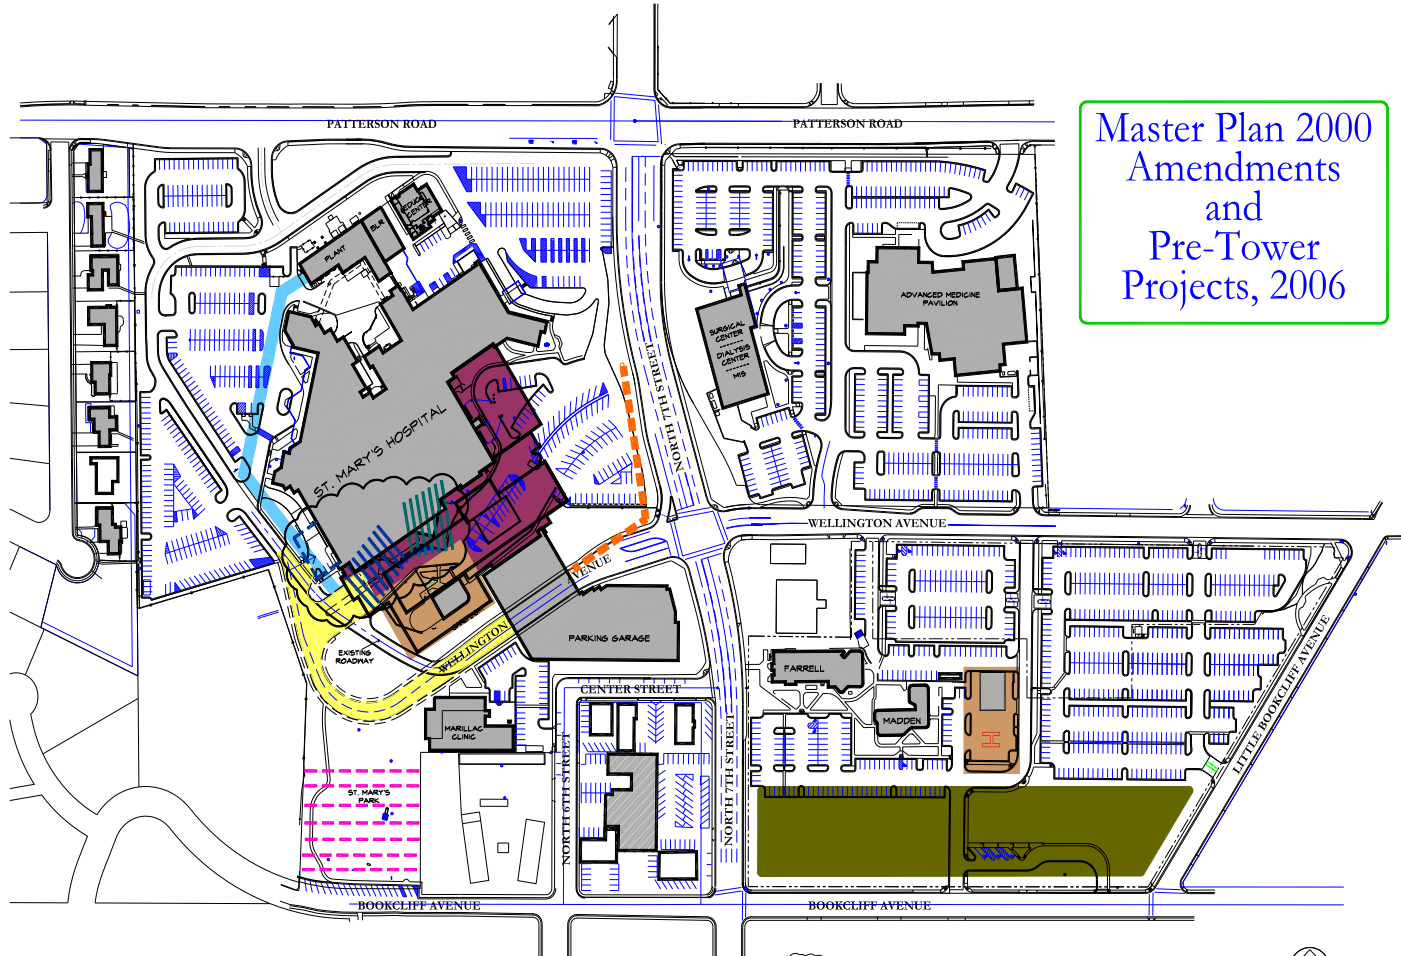 PATTERSON ROAD
PATTERSON ROAD
Master Plan 2000
Amendments
and
Pre-Tower
Projects, 2006
EDUC.
CENTER
BLR
PLANT
ADVANCED MEDICINE
PAVILION
SURGICAL
CENTER
DIALYSIS
CENTER
MIS
NORTH 7TH STREET
ST. MARY'S HOSPITAL
WELLINGTON AVENUE
AVENUE
WELLINGTON
PARKING GARAGE
EXISTING
ROADWAY
FARRELL
CENTER STREET
MADDEN
MARILLAC
CLINIC
H
LITTLE BOOKCLIFF AVENUE
NORTH 6TH STREET
NORTH 7TH STREET
ST. MARY'S
PARK
BOOKCLIFF AVENUE
BOOKCLIFF AVENUE